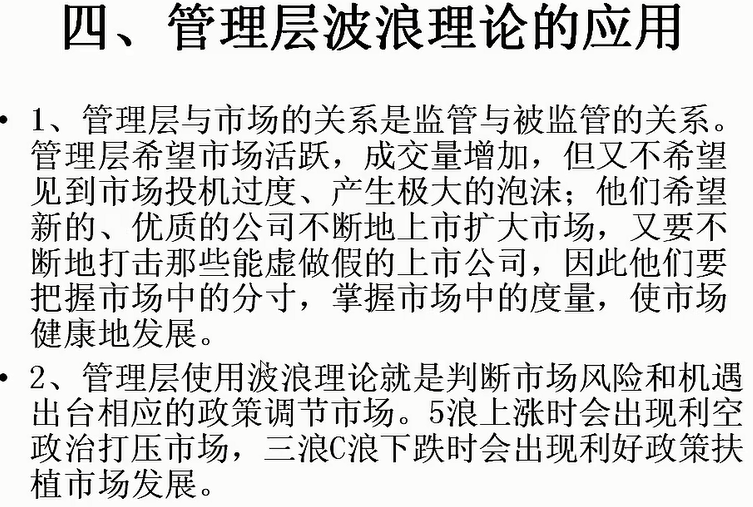 四、管理层波浪理论的应用
• 1、管理层与市场的关系是监管与被监管的关系。
管理层希望市场活跃，成交量增加，但又不希望
见到市场投机过度、产生极大的泡沫；他们希望
新的、优质的公司不断地上市扩大市场，又要不
断地打击那些能虚做假的上市公司，因此他们要
把握市场中的分寸，掌握市场中的度量，使市场
健康地发展。
• 2、管理层使用波浪理论就是判断市场风险和机遇
出台相应的政策调节市场。5浪上涨时会出现利空
政治打压市场，三浪C浪下跌时会出现利好政策扶
植市场发展。